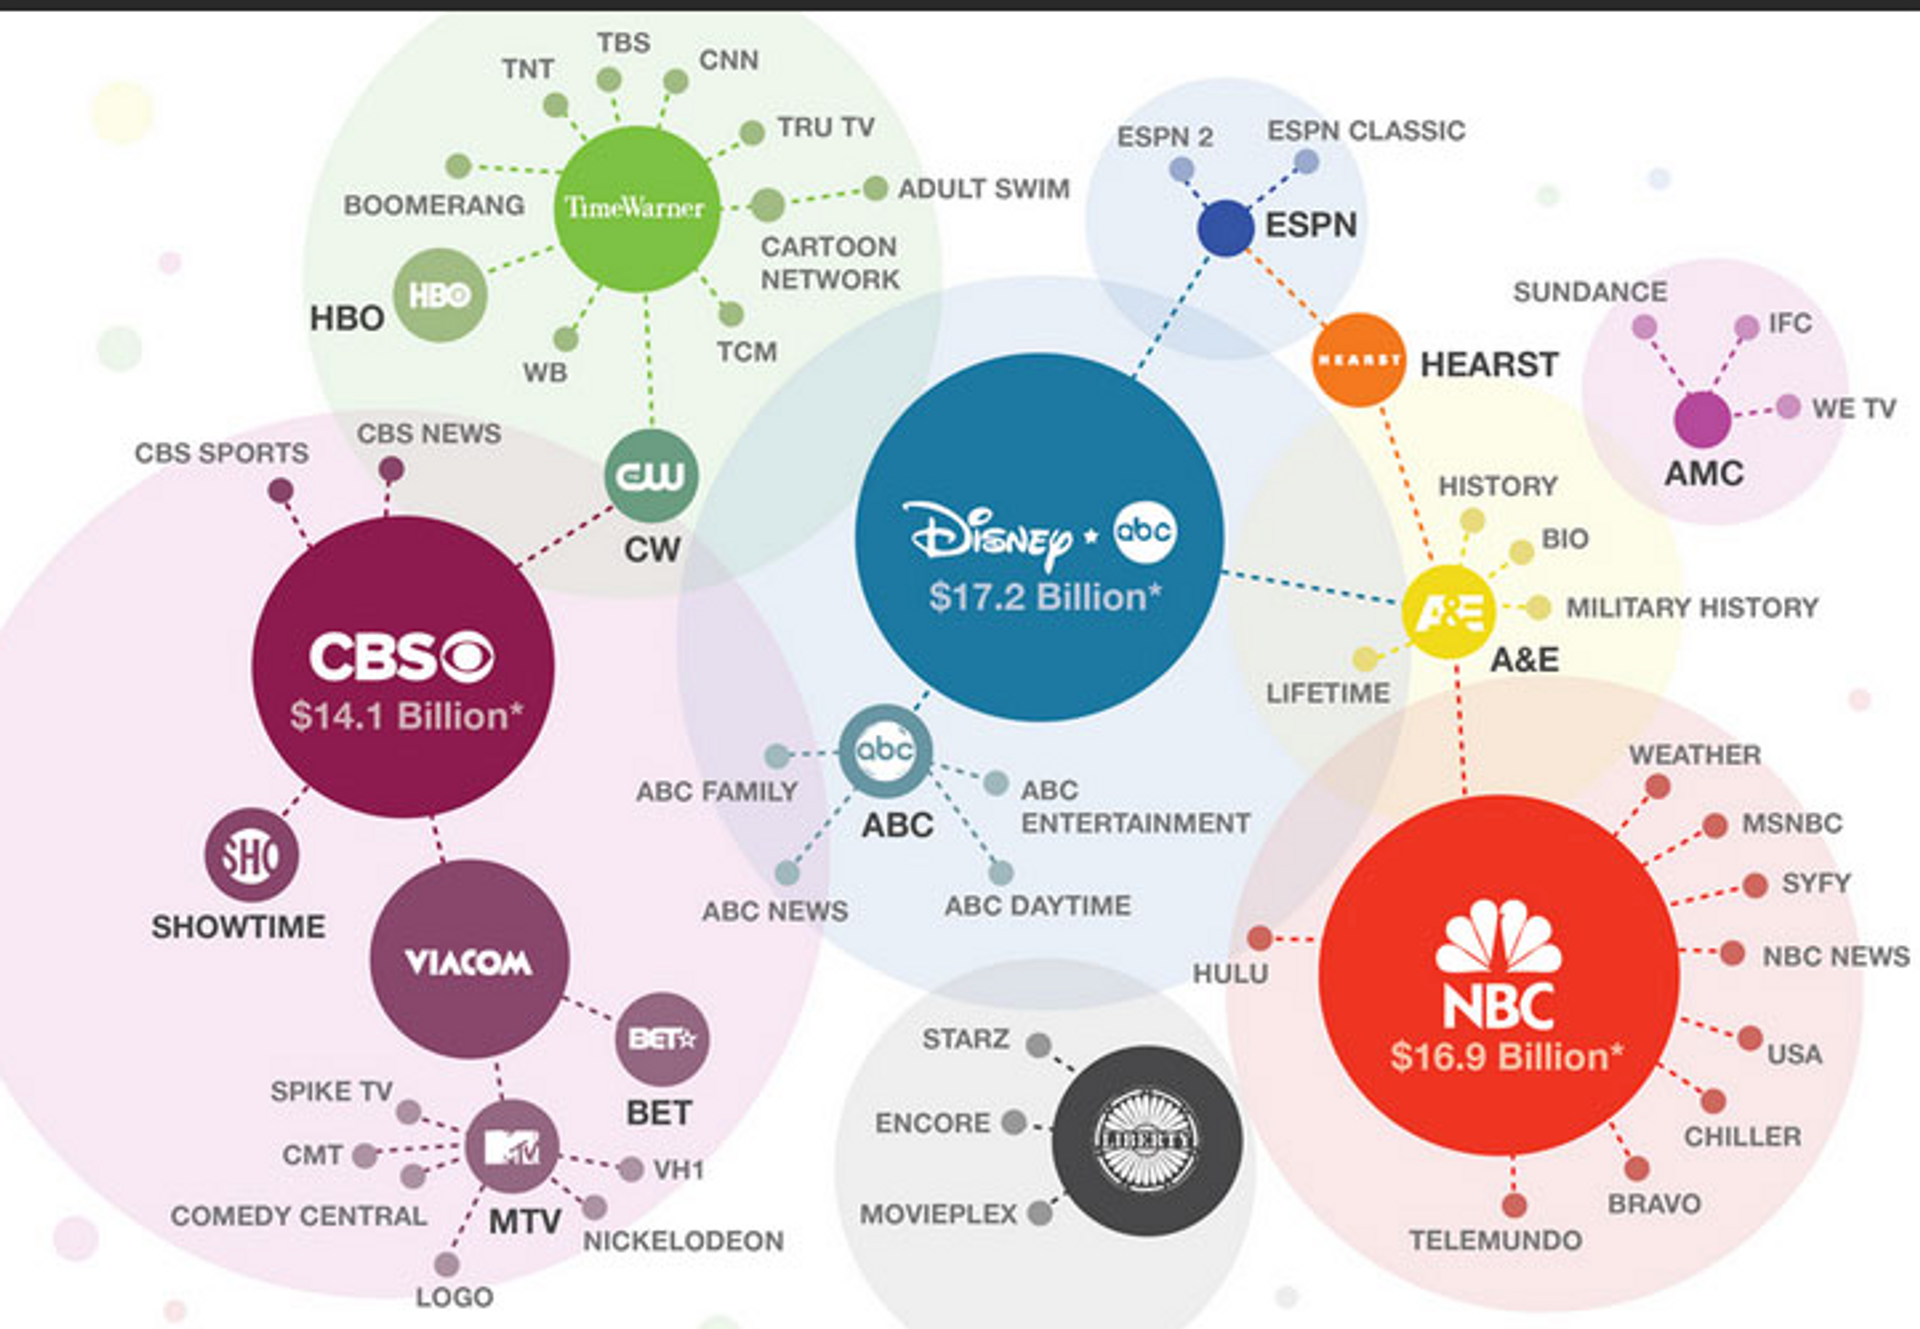 TBS
TNT
CNN
TRU TV
BOOMERANG
TimeWarner
ADULT SWIM
CARTOON
NETWORK
HBO
HBO
WB
TCM
ESPN 2
ESPN CLASSIC
ESPN
HEARST
HEARST
SUNDANCE
IFC
WE TV
AMC
CBS SPORTS
CBS NEWS
CW
CW
CBS
$14.1 Billion*
DISNEY abc
$17.2 Billion*
HISTORY
BIO
MILITARY HISTORY
A&E
A&E
LIFETIME
abc
ABC FAMILY
ABC
ABC
ENTERTAINMENT
ABC NEWS
ABC DAYTIME
SHO
SHOWTIME
VIACOM
BET
BET
SPIKE TV
CMT
COMEDY CENTRAL
MTV
MTV
VH1
NICKELODEON
LOGO
STARZ
ENCORE
MOVIEPLEX
LIBERTY
WEATHER
MSNBC
SYFY
NBC NEWS
HULU
NBC
$16.9 Billion*
USA
CHILLER
BRAVO
TELEMUNDO